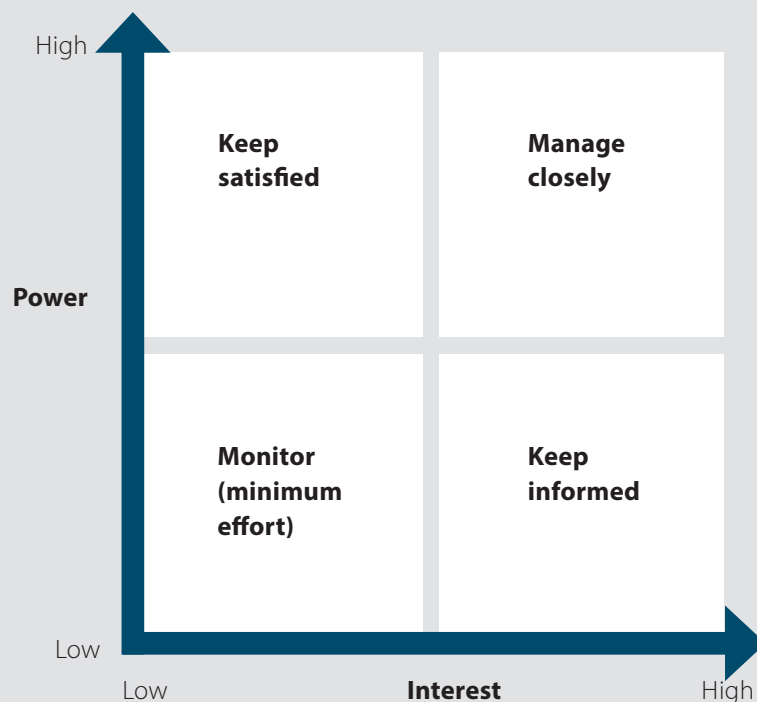 High
Keep
satisfied
Manage
closely
Power
Monitor
(minimum
effort)
Keep
informed
Low
Low
Interest
High